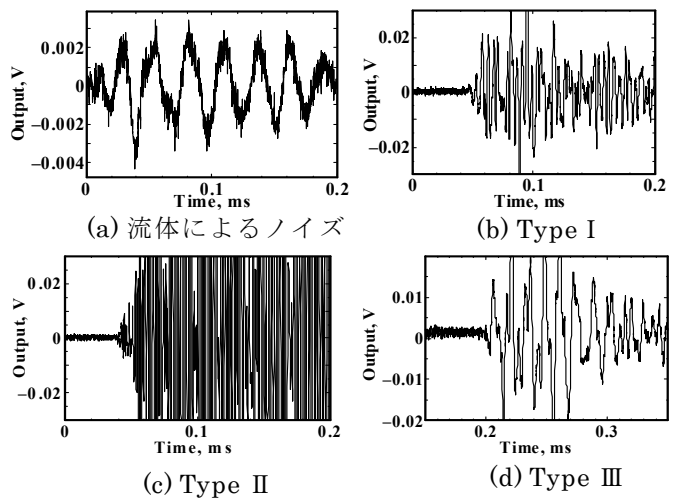 0.002
0
−0.002
−0.004
Output, V
0
0.1
0.2
Time, ms
(a) 流体によるノイズ
0.02
0
−0.02
Output, V
0
0.1
0.2
Time, ms
(b) Type I
0.02
0
−0.02
Output, V
0
0.1
0.2
Time, ms
(c) Type Ⅱ
0.01
0
−0.01
−0.02
Output, V
0.2
0.3
Time, ms
(d) Type Ⅲ